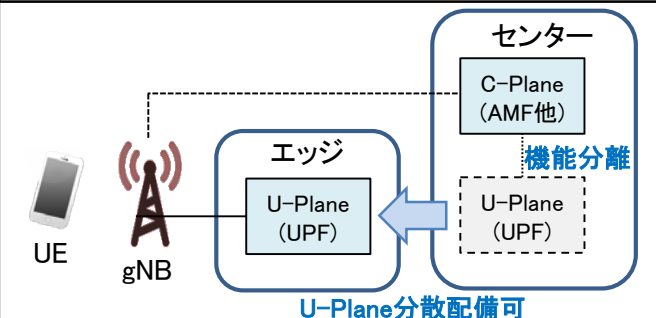 センター
C-Plane
(AMF他)
機能分離
エッジ
U-Plane
(UPF)
U-Plane
(UPF)
UE
gNB
U-Plane分散配備可